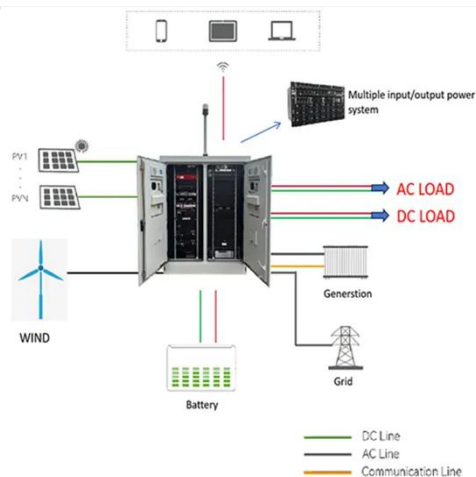 Multiple input/output power
system
PV1
PVN
AC LOAD
DC LOAD
WIND
Generstion
Grid
Battery
DC Line
AC Line
Communication Line